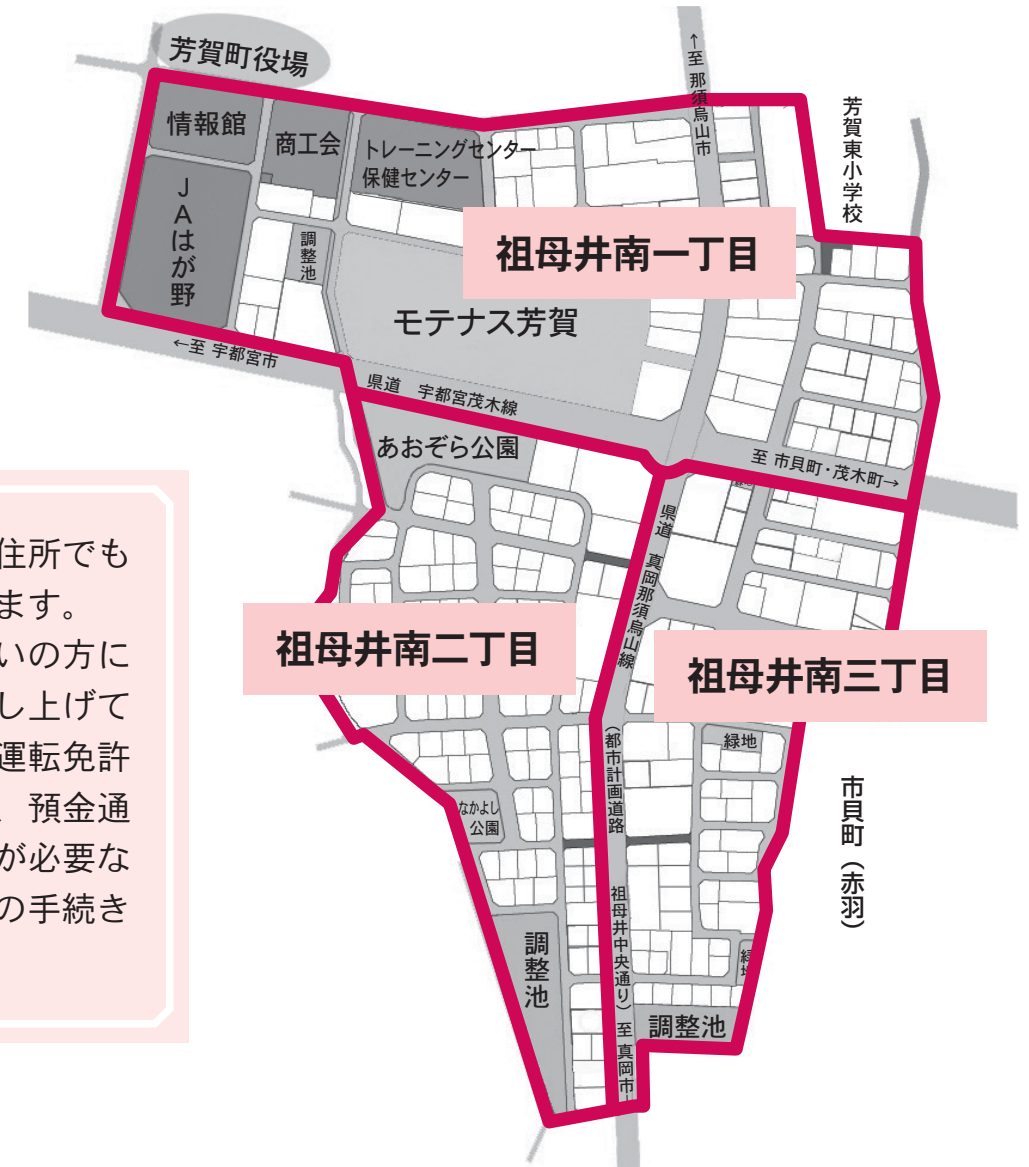 芳賀町役場
情報館
商工会
トレーニングセンター
保健センター
JAはが野
調整池
モテナス芳賀
祖母井南一丁目
←至 那須烏山市
芳賀東小学校
←至 宇都宮市
県道 宇都宮茂木線
至 市貝町・茂木町→
あおぞら公園
県道 真岡那須烏山線
(都市計画道路
祖母井中央通り)
至 真岡市→
祖母井南二丁目
祖母井南三丁目
緑地
なかよし
公園
市貝町(赤羽)
調整池
緑地
調整池
住所でも
ます。
いの方に
し上げて
運転免許
、預金通
が必要な
の手続き